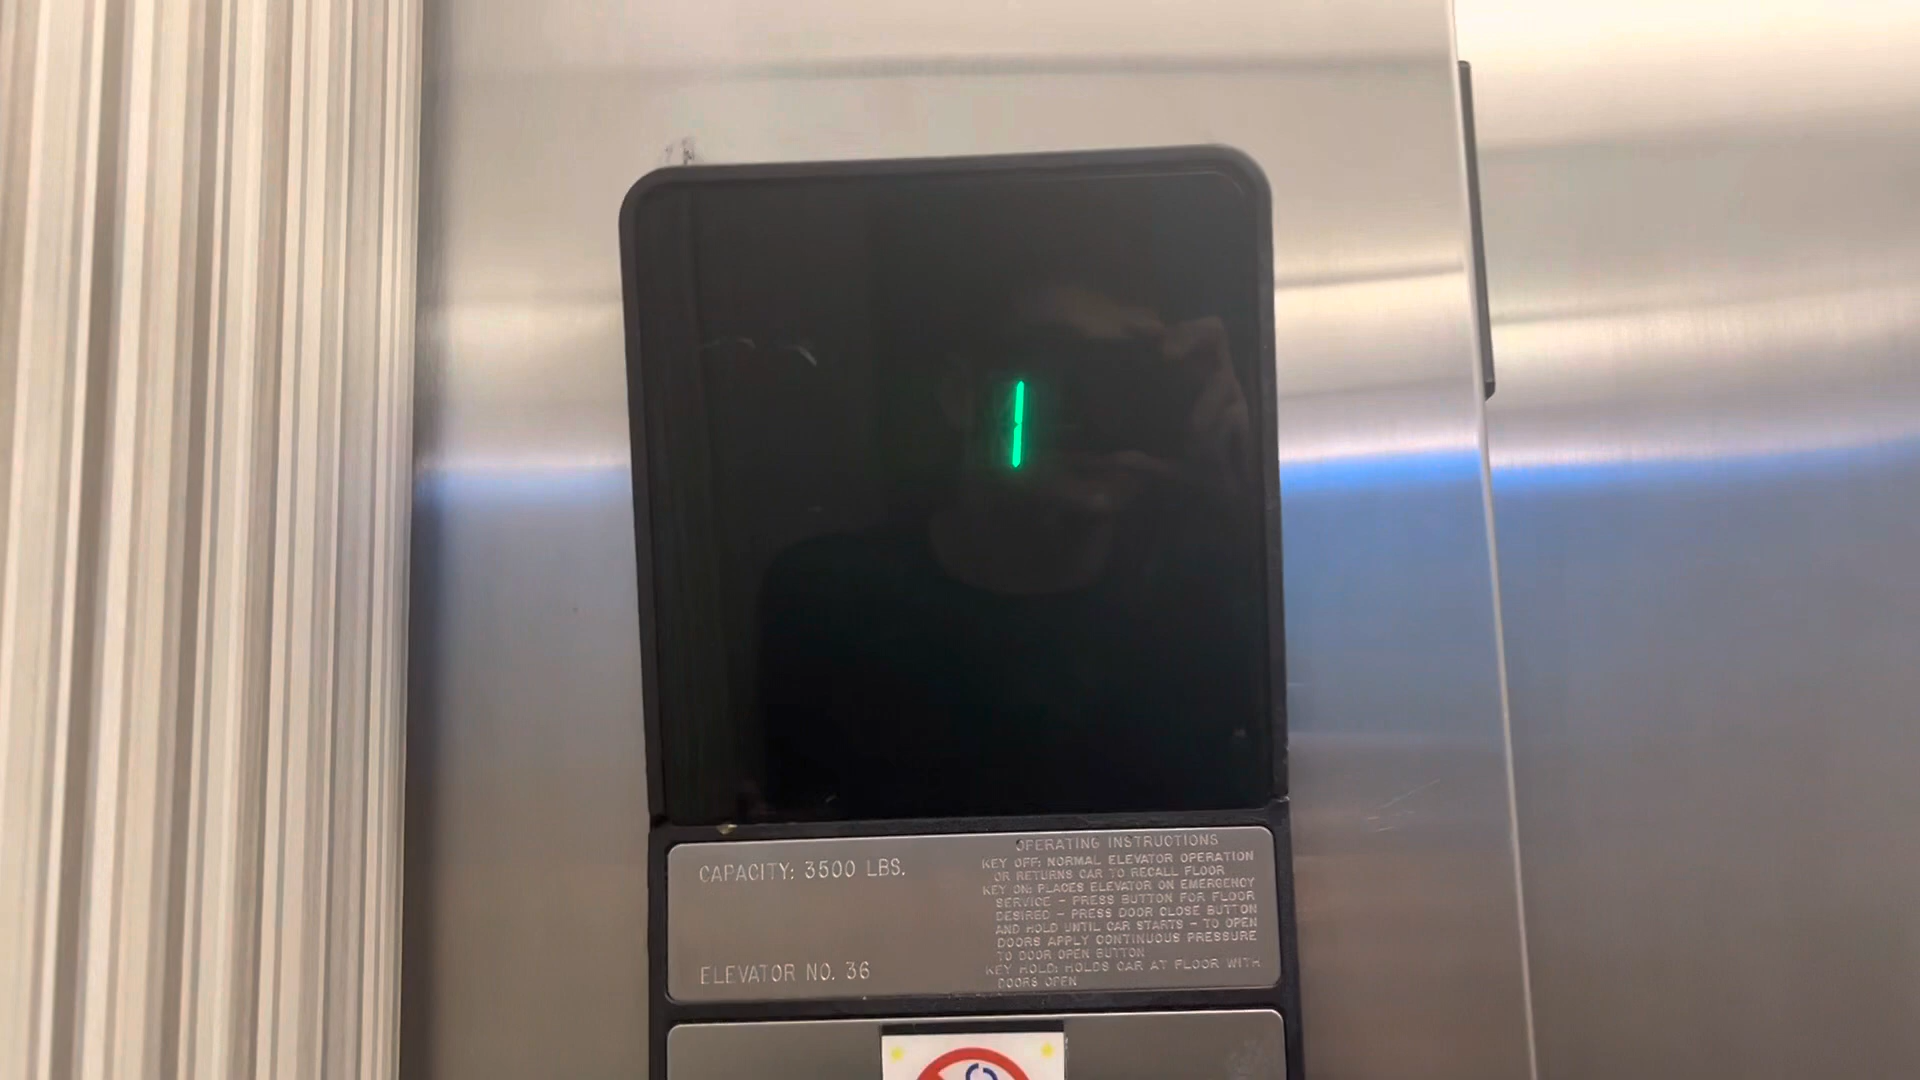 1
CAPACITY: 3500 LBS.
ELEVATOR NO. 36
OPERATING INSTRUCTIONS
KEY OFF: NORMAL ELEVATOR OPERATION
OR RETURNS CAR TO RECALL FLOOR
KEY ON: PLACES ELEVATOR ON EMERGENCY
SERVICE - PRESS BUTTON FOR FLOOR
DESIRED - PRESS DOOR CLOSE BUTTON
AND HOLD UNTIL CAR STARTS - TO OPEN
DOORS APPLY CONTINUOUS PRESSURE
TO DOOR OPEN BUTTON
KEY HOLD: HOLDS CAR AT FLOOR WITH
DOORS OPEN